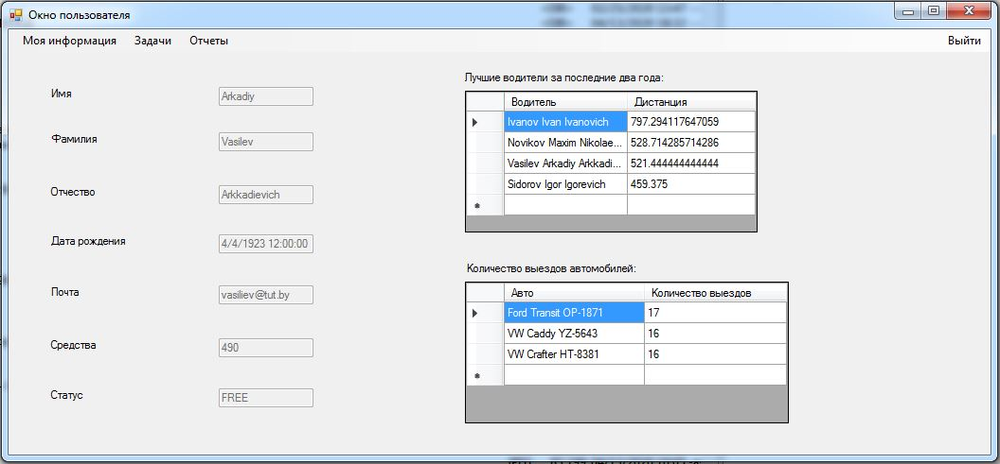 Окно пользователя
Моя информация Задачи Отчеты Выйти
Имя Arkadiy
Фамилия Vasilev
Отчество Arkkadievich
Дата рождения 4/4/1923 12:00:00
Почта vasiliev@tut.by
Средства 490
Статус FREE
Лучшие водители за последние два года:
Водитель Дистанция
Ivanov Ivan Ivanovich 797.294117647059
Novikov Maxim Nikolae... 528.714285714286
Vasilev Arkadiy Arkkadi... 521.444444444444
Sidorov Igor Igorevich 459.375
Количество выездов автомобилей:
Авто Количество выездов
Ford Transit OP-1871 17
VW Caddy YZ-5643 16
VW Crafter HT-8381 16